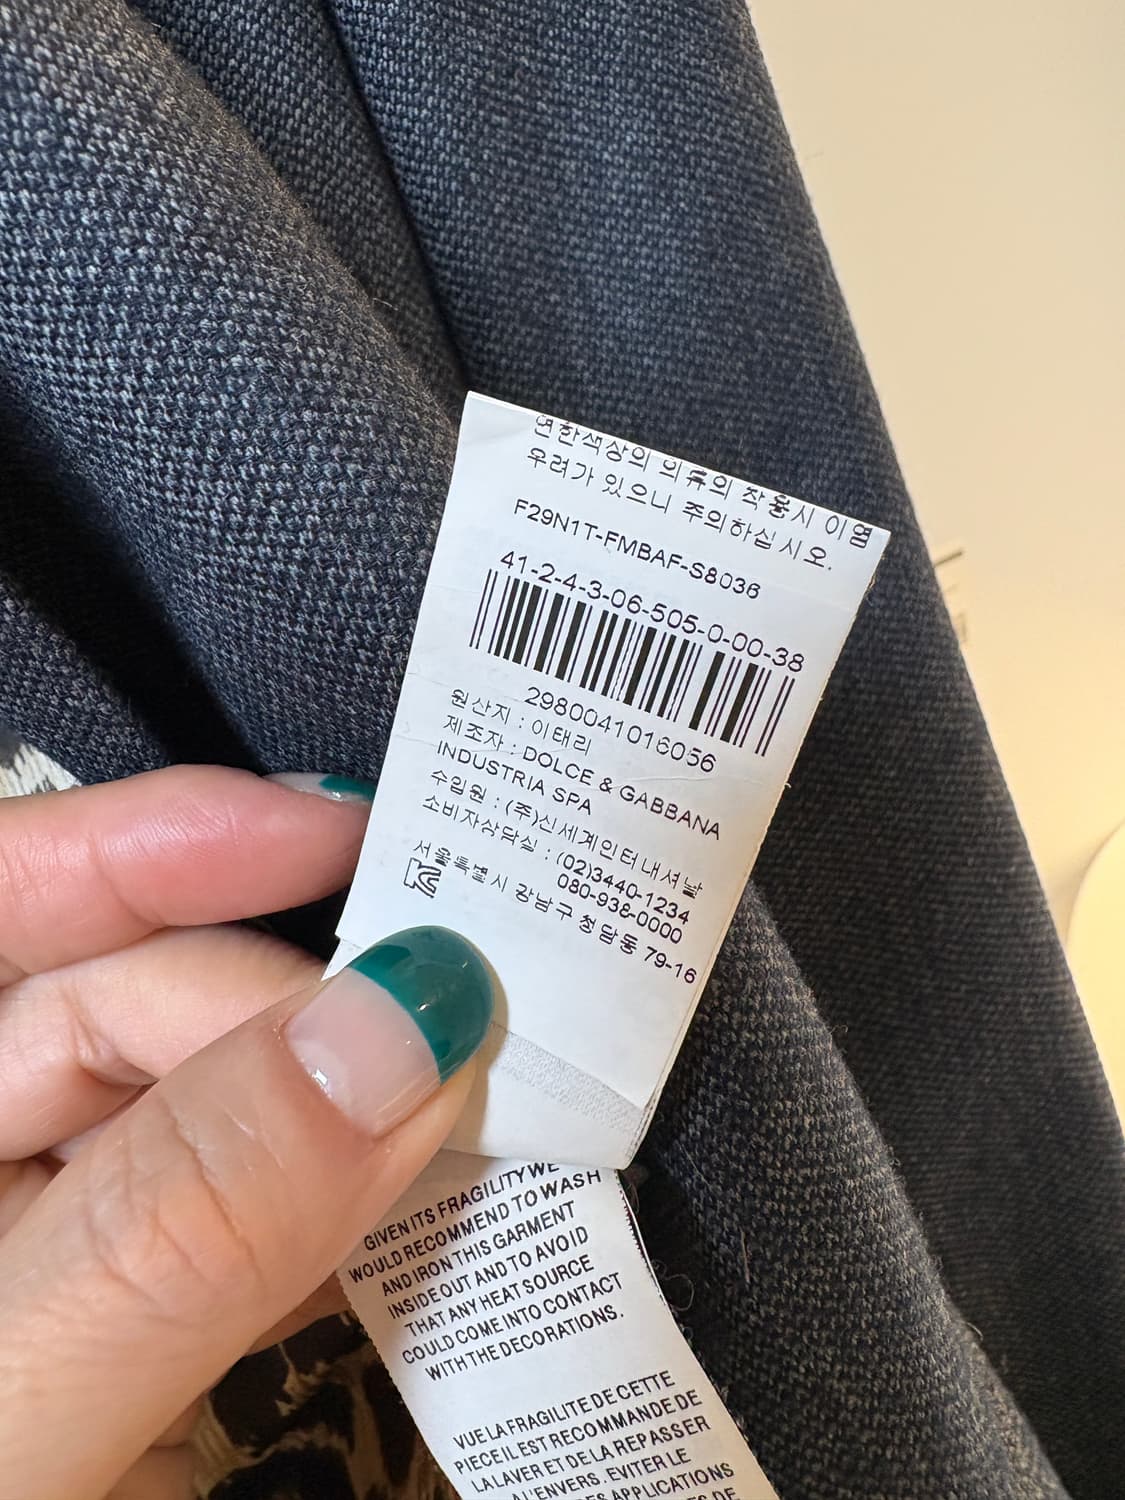 연한색상의 의류의 착용시 이염
우려가 있으니 주의하십시오.
F29N1T-FMBAF-S8036
41-2-4-3-06-505-0-00-38
2980041016056
원산지 : 이태리
제조자 : DOLCE & GABBANA
INDUSTRIA SPA
수입원 : (주)신세계인터내셔날
소비자상담실 : (02)3440-1234
080-938-0000
서울특별시 강남구 청담동 79-16
GIVEN ITS FRAGILITY WE
WOULD RECOMMEND TO WASH
AND IRON THIS GARMENT
INSIDE OUT AND TO AVOID
THAT ANY HEAT SOURCE
COULD COME INTO CONTACT
WITH THE DECORATIONS.
VU LA FRAGILITE DE CETTE
PIECE IL EST RECOMMANDE DE
LA LAVER ET DE LA REPASSER
A L'ENVERS. EVITER LE
APPLICATIONS
DE